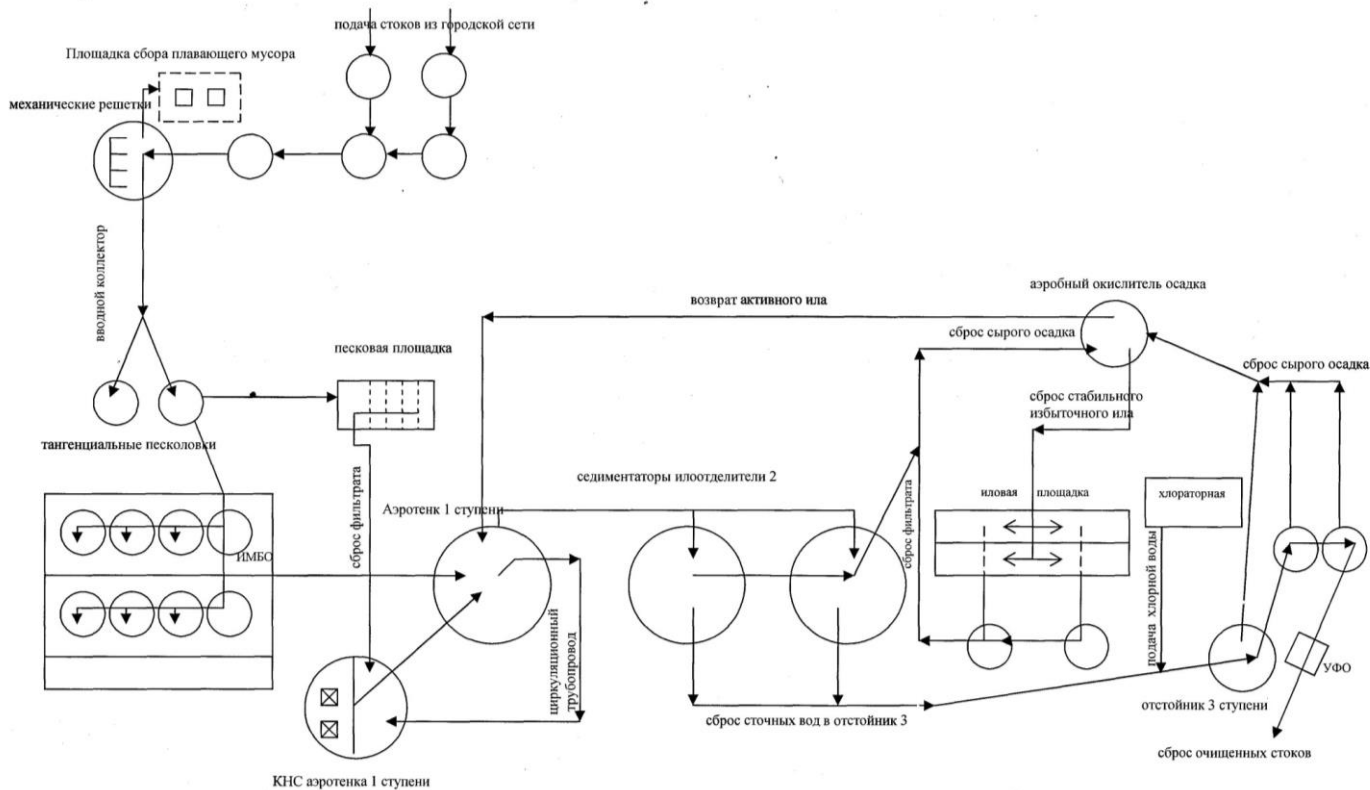 подача стоков из городской сети
Площадка сбора плавающего мусора
механические решетки
вводной коллектор
аэробный окислитель осадка
возврат активного ила
сброс сырого осадка
песковая площадка
сброс сырого осадка
сброс стабильного
избыточного ила
тангенциальные песколовки
седиментаторы илоотделители 2
иловая площадка
хлораторная
Аэротенк 1 ступени
сброс фильтрата
сброс фильтрата
ИМБО
подача хлорной воды
циркуляционный
трубопровод
УФО
отстойник 3 ступени
сброс сточных вод в отстойник 3
сброс очищенных стоков
КНС аэротенка 1 ступени